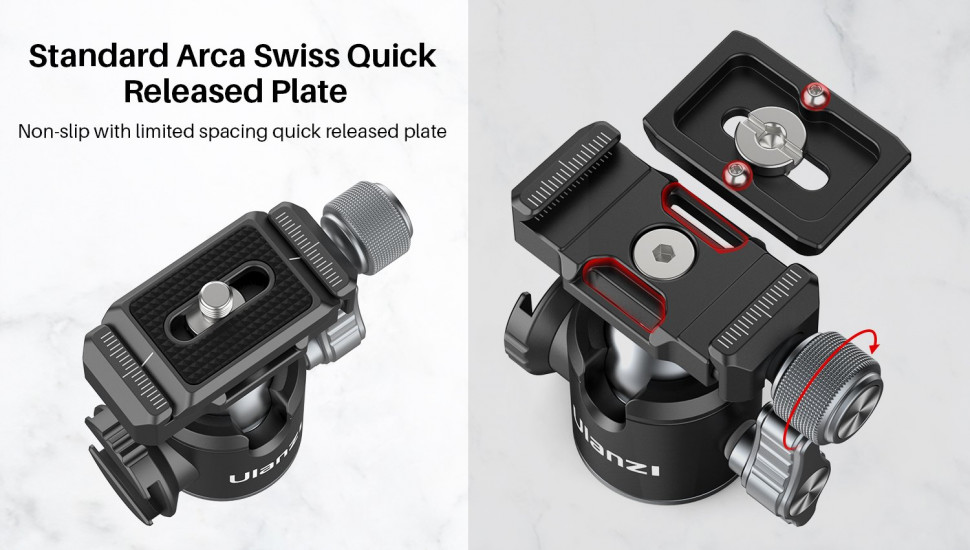 Standard Arca Swiss Quick
Released Plate
Non-slip with limited spacing quick released plate
Ulanzi
Ulanzi